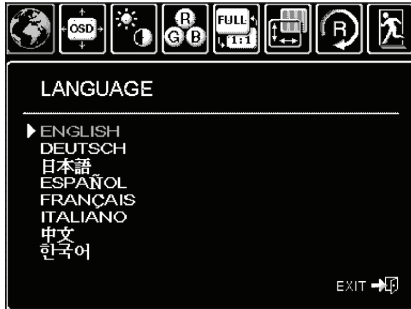 OSD
R
G B
FULL
1:1
R
LANGUAGE
ENGLISH
DEUTSCH
日本語
ESPAÑOL
FRANÇAIS
ITALIANO
中文
한국어
EXIT